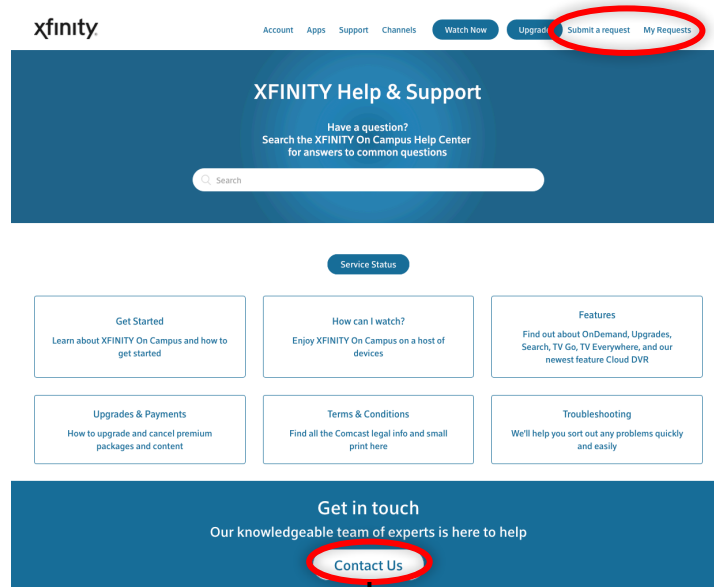 xfinity
Account Apps Support Channels Watch Now Upgrade Submit a request My Requests
XFINITY Help & Support
Have a question?
Search the XFINITY On Campus Help Center
for answers to common questions
Search
Service Status
Get Started
Learn about XFINITY On Campus and how to
get started
How can I watch?
Enjoy XFINITY On Campus on a host of
devices
Features
Find out about OnDemand, Upgrades,
Search, TV Go, TV Everywhere, and our
newest feature Cloud DVR
Upgrades & Payments
How to upgrade and cancel premium
packages and content
Terms & Conditions
Find all the Comcast legal info and small
print here
Troubleshooting
We'll help you sort out any problems quickly
and easily
Get in touch
Our knowledgeable team of experts is here to help
Contact Us